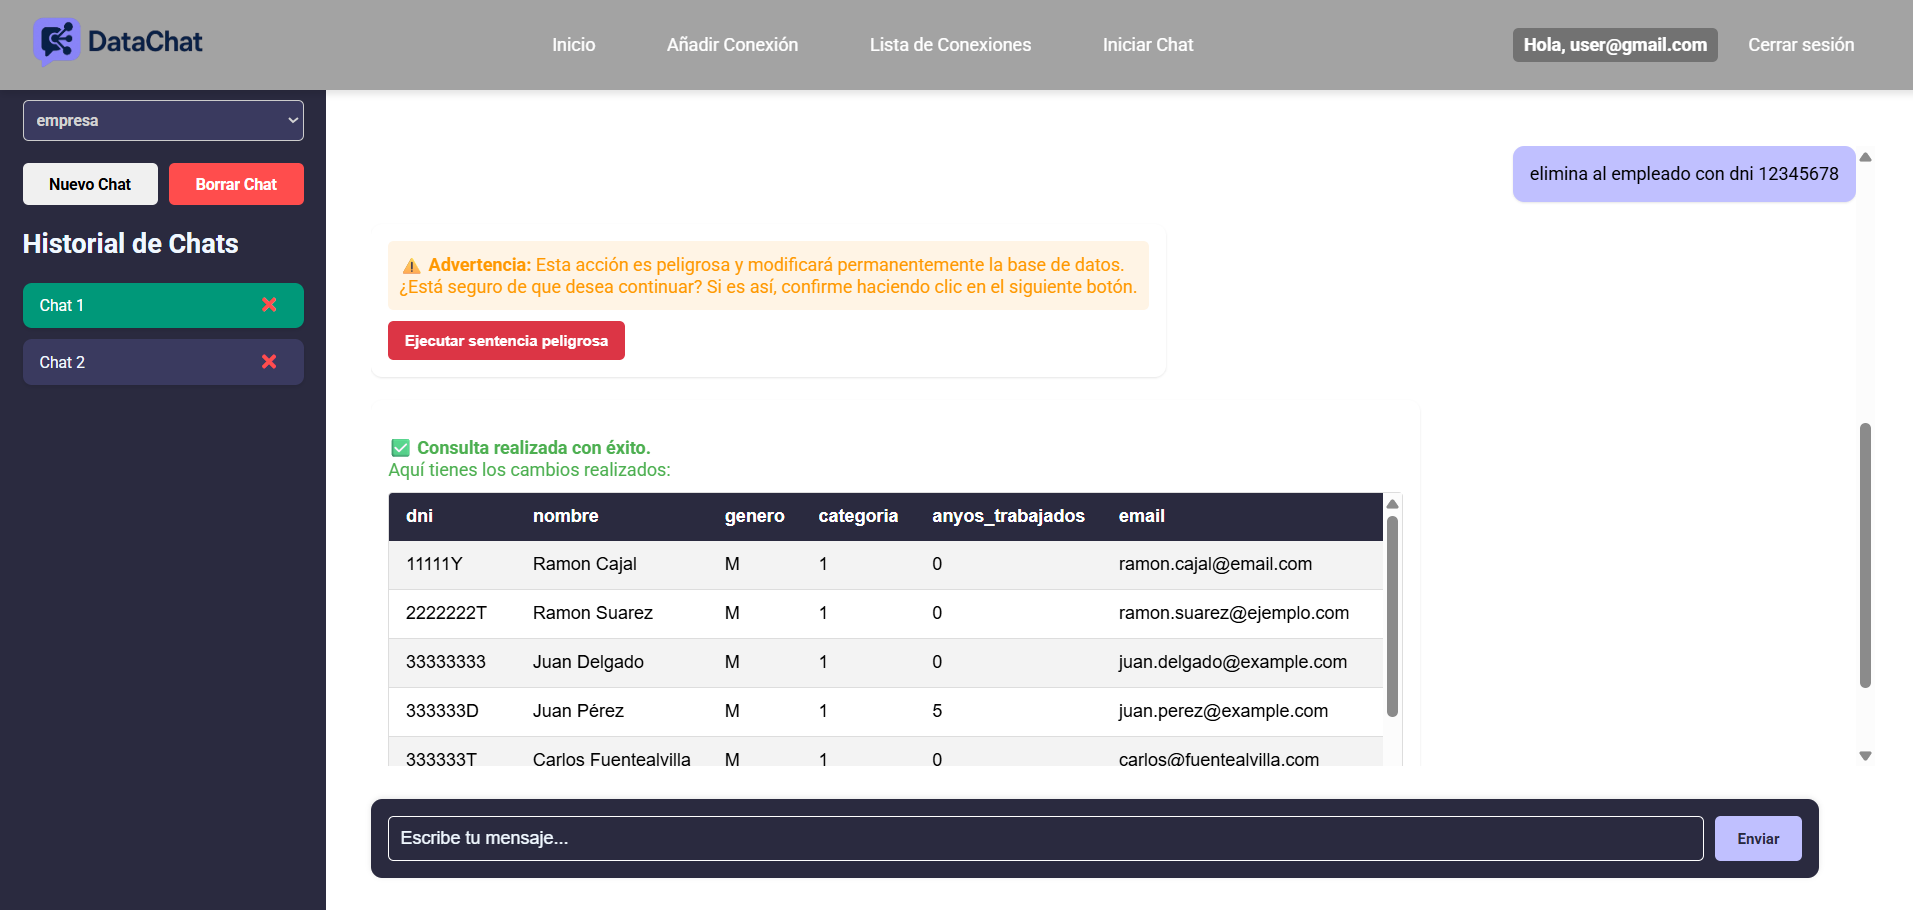 DataChat
Inicio
Añadir Conexión
Lista de Conexiones
Iniciar Chat
Hola, user@gmail.com
Cerrar sesión
empresa
Nuevo Chat
Borrar Chat
Historial de Chats
Chat 1
Chat 2
elimina al empleado con dni 12345678
Advertencia: Esta acción es peligrosa y modificará permanentemente la base de datos.
¿Está seguro de que desea continuar? Si es así, confirme haciendo clic en el siguiente botón.
Ejecutar sentencia peligrosa
Consulta realizada con éxito.
Aquí tienes los cambios realizados:
dni nombre genero categoria anyos_trabajados email
11111Y Ramon Cajal M 1 0 ramon.cajal@email.com
2222222T Ramon Suarez M 1 0 ramon.suarez@ejemplo.com
33333333 Juan Delgado M 1 0 juan.delgado@example.com
333333D Juan Pérez M 1 5 juan.perez@example.com
333333T Carlos Fuentealvilla M 1 0 carlos@fuentealvilla.com
Escribe tu mensaje...
Enviar